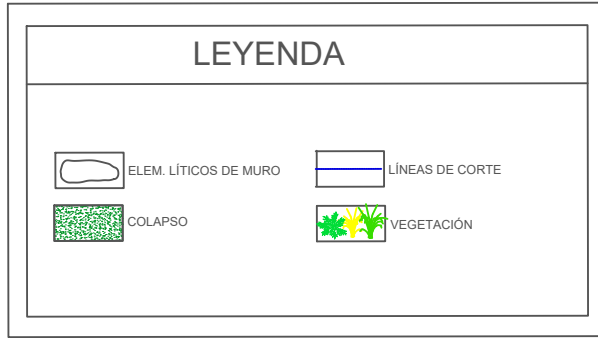 LEYENDA
ELEM. LÍTICOS DE MURO
LÍNEAS DE CORTE
COLAPSO
VEGETACIÓN